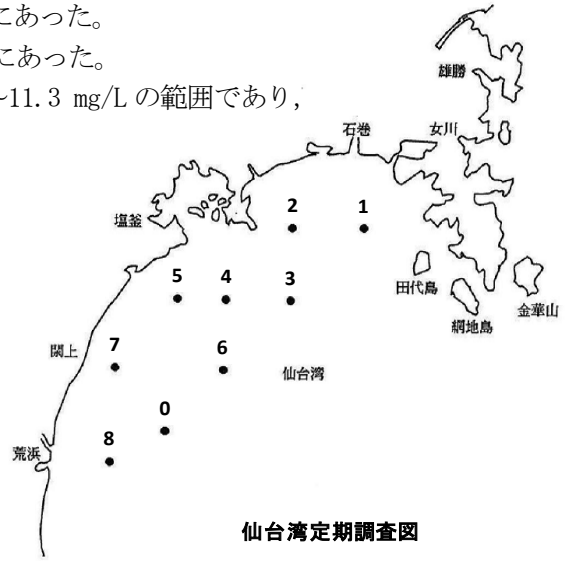 にあった。
にあった。
~11.3 mg/L の範囲であり，
雄勝
石巻
女川
塩釜
2
1
田代島
金華山
網地島
5
4
3
閖上
7
6
仙台湾
0
荒浜
8
仙台湾定期調査図